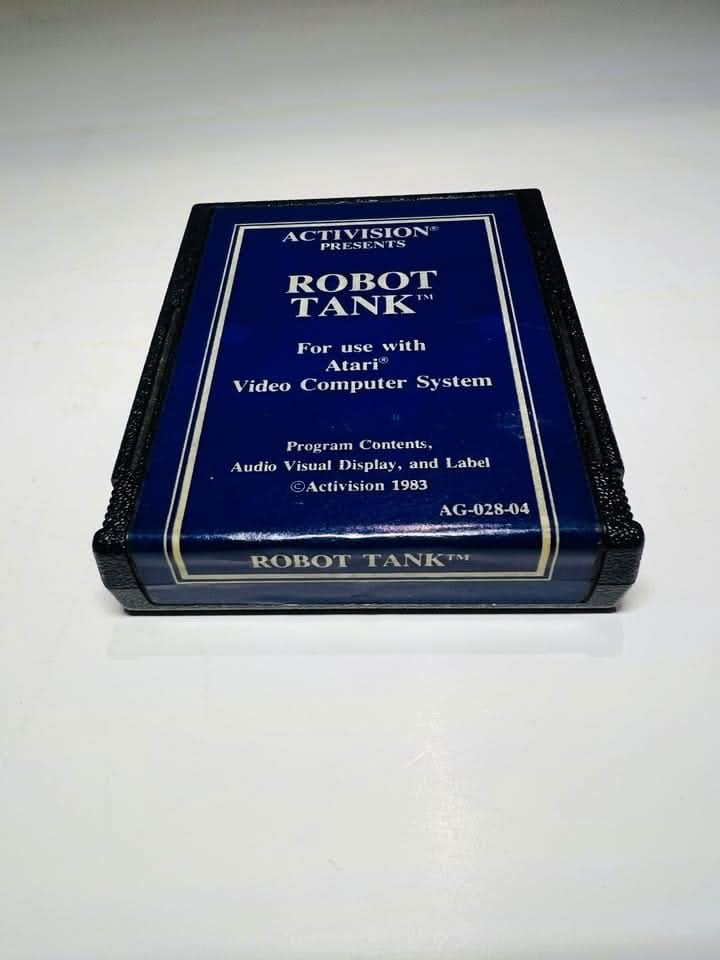 ACTIVISION®
PRESENTS
ROBOT
TANK™
For use with
Atari®
Video Computer System
Program Contents,
Audio Visual Display, and Label
©Activision 1983
AG-028-04
ROBOT TANK™